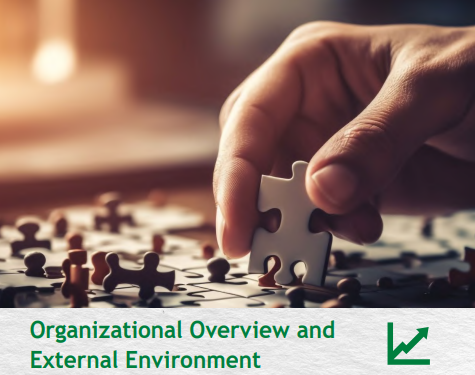 Organizational Overview and
External Environment